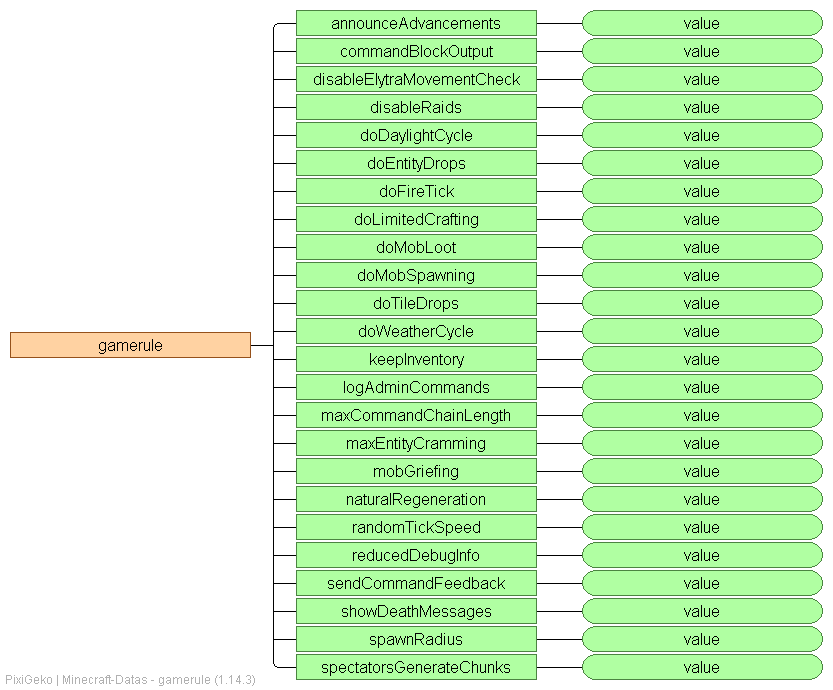 announceAdvancements value
commandBlockOutput value
disableElytraMovementCheck value
disableRaids value
doDaylightCycle value
doEntityDrops value
doFireTick value
doLimitedCrafting value
doMobLoot value
doMobSpawning value
doTileDrops value
doWeatherCycle value
gamerule
keepInventory value
logAdminCommands value
maxCommandChainLength value
maxEntityCramming value
mobGriefing value
naturalRegeneration value
randomTickSpeed value
reducedDebugInfo value
sendCommandFeedback value
showDeathMessages value
spawnRadius value
spectatorsGenerateChunks value
PixiGeko | Minecraft-Datas - gamerule (1.14.3)